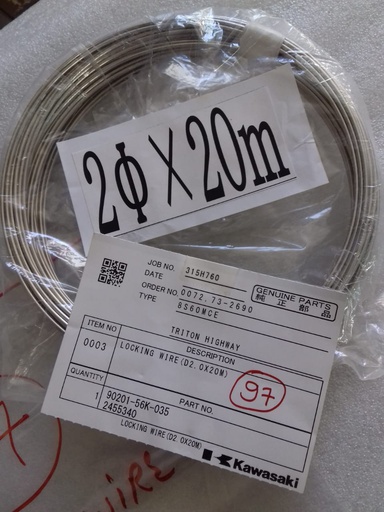 2Φ×20m
JOB NO. 315H760
DATE
ORDER NO. 0072.73-2690
TYPE 8S60MCE
GENUINE PARTS
純正部品
TRITON HIGHWAY
ITEM NO DESCRIPTION
0003 LOCKING WIRE(D2.0X20M)
97
QUANTITY PART NO.
1 90201-56K-035
2455340
LOCKING WIRE(D2.0X20M)
Kawasaki
WIRE